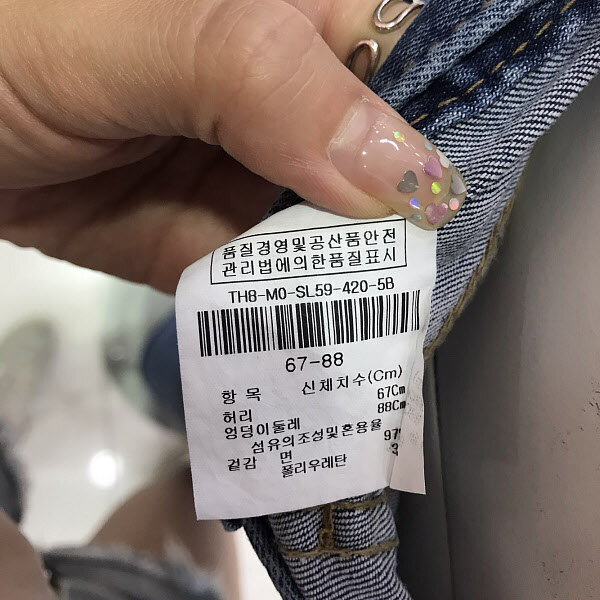 품질경영및공산품안전
관리법에의한품질표시
TH8-MO-SL59-420-5B
67-88
항 목 신체치수(Cm)
허리 67Cm
엉덩이둘레 88Cm
섬유의조성및혼용율
겉감 면 97
폴리우레탄 3